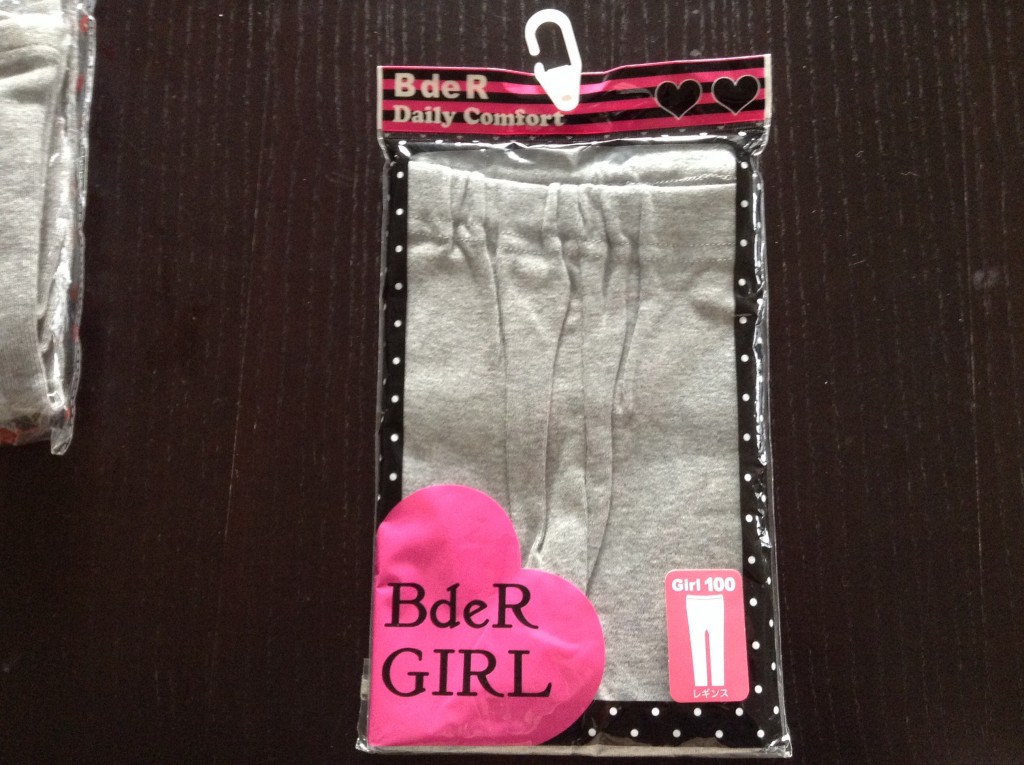 BdeR
Daily Comfort
BdeR
GIRL
Girl 100
レギンス